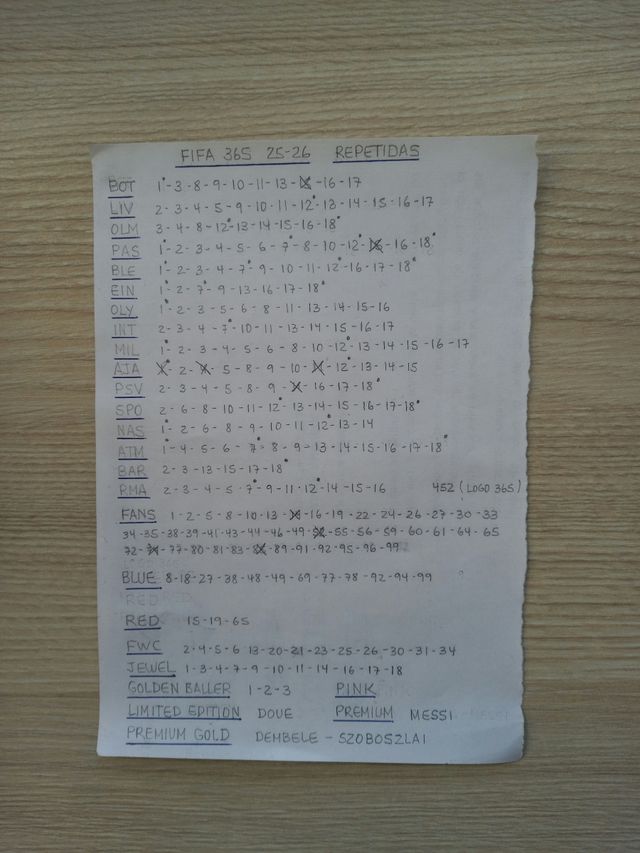 FIFA 365 25-26 REPETIDAS
BOT 1*-3-8-9-10-11-13-16-17
LIV 2-3-4-5-9-10-11-12*-13-14-15-16-17
OLM 3-4-8-12*-13-14-15-16-18*
PAS 1*-2-3-4-5-6-7*-8-10-12*-16-18*
BLE 1*-2-3-4-7*-9-10-11-12*-16-17-18*
EIN 1*-2-7*-9-13-16-17-18*
OLY 1*-2-3-5-6-8-11-13-14-15-16
INT 2-3-4-7*-10-11-13-14-15-16-17
MIL 1*-2-3-4-5-6-8-10-12*-13-14-15-16-17
AJA 2-5-8-9-10-12*-13-14-15
PSV 2-3-4-5-8-9-16-17-18*
SPO 2-6-8-10-11-12*-13-14-15-16-17-18*
NAS 1*-2-6-8-9-10-11-12*-13-14
ATM 1*-4-5-6-7*-8-9-13-14-15-16-17-18*
BAR 2-3-13-15-17-18*
RMA 2-3-4-5-7*-9-11-12*-14-15-16 452 (LOGO 365)
FANS 1-2-5-8-10-13-16-19-22-24-26-27-30-33
34-35-38-39-41-43-44-46-49-55-56-59-60-61-64-65
72-77-80-81-83-89-91-92-95-96-99
BLUE 8-18-27-38-48-49-69-77-78-92-94-99
RED 15-19-65
FWC 2-4-5-6-13-20-21-23-25-26-30-31-34
JEWEL 1-3-4-7-9-10-11-14-16-17-18
GOLDEN BALLER 1-2-3 PINK
LIMITED EDITION DOUE PREMIUM MESSI
PREMIUM GOLD DEMBELE - SZOBOSZLAI